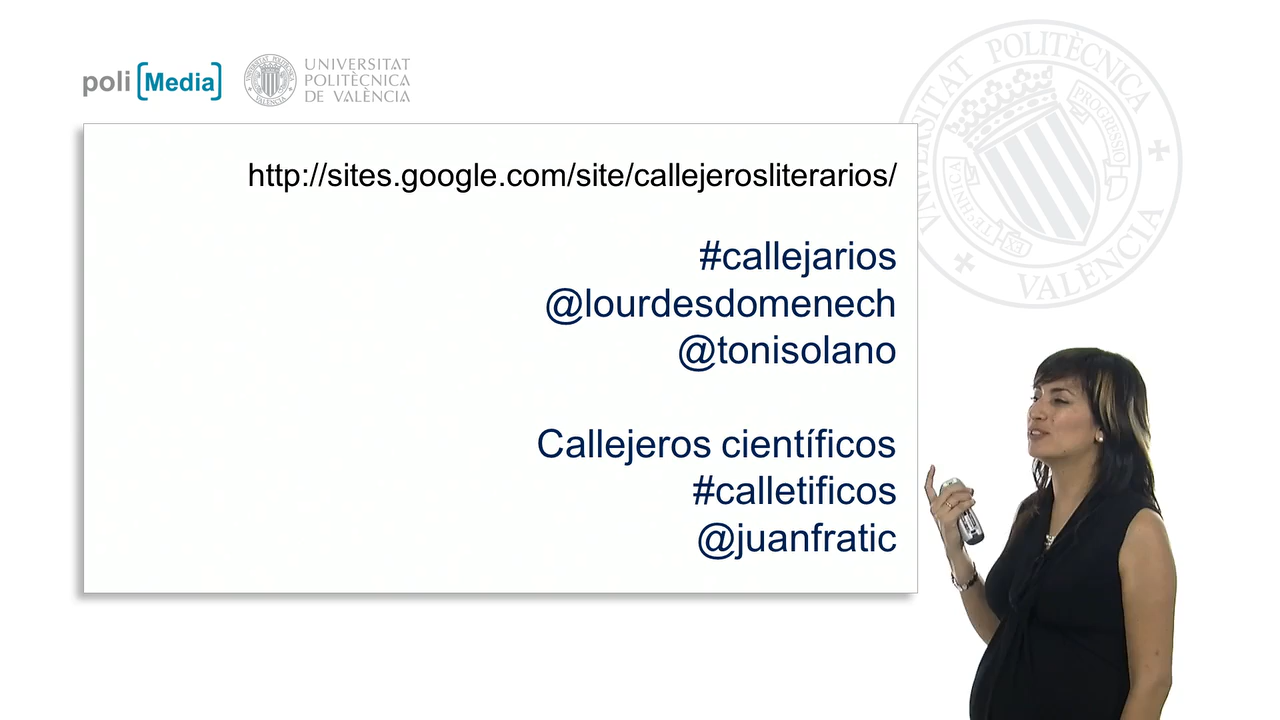 poli[Media]
UNIVERSITAT
POLITÈCNICA
DE VALÈNCIA
UNIVERSITAT POLITÈCNICA
DE VALÈNCIA
http://sites.google.com/site/callejerosliterarios/
#callejarios
@lourdesdomenech
@tonisolano
Callejeros científicos
#calletificos
@juanfratic